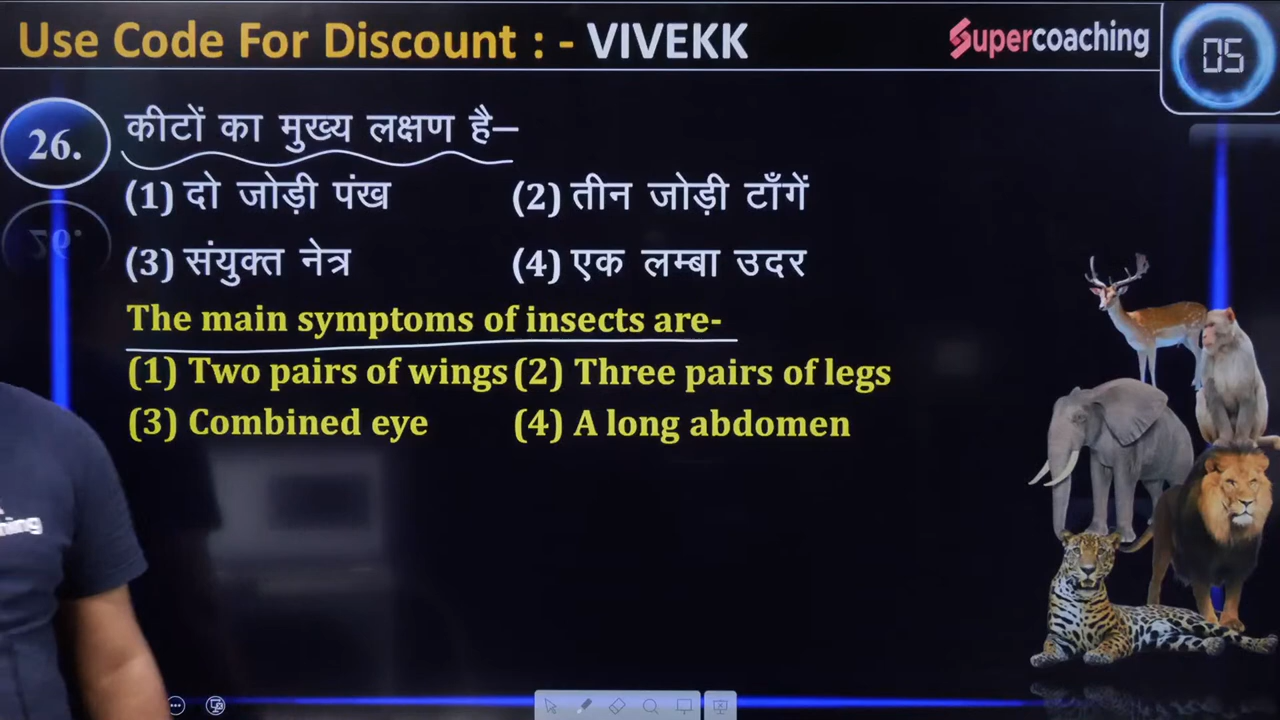 Use Code For Discount : - VIVEKK
Supercoaching
05
26.
कीटों का मुख्य लक्षण है–
(1) दो जोड़ी पंख (2) तीन जोड़ी टाँगें
(3) संयुक्त नेत्र (4) एक लम्बा उदर
The main symptoms of insects are-
(1) Two pairs of wings (2) Three pairs of legs
(3) Combined eye (4) A long abdomen